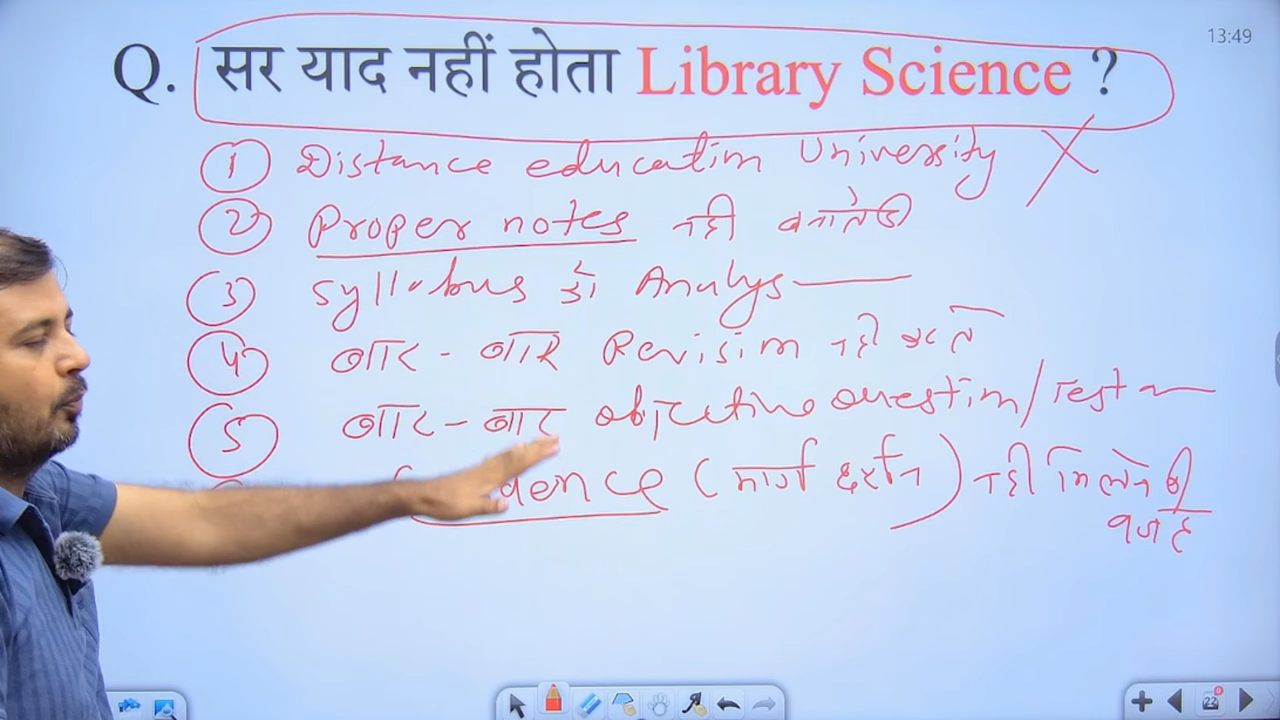 13:49
Q. सर याद नहीं होता Library Science ?
1 Distance education University X
2 Proper notes नही बनाते है
3 Syllabus को Analys
4 बार - बार Revision नही करते
5 बार - बार objective question / Test
dence ( मार्ग दर्शन ) नही मिलने की
वजह
22